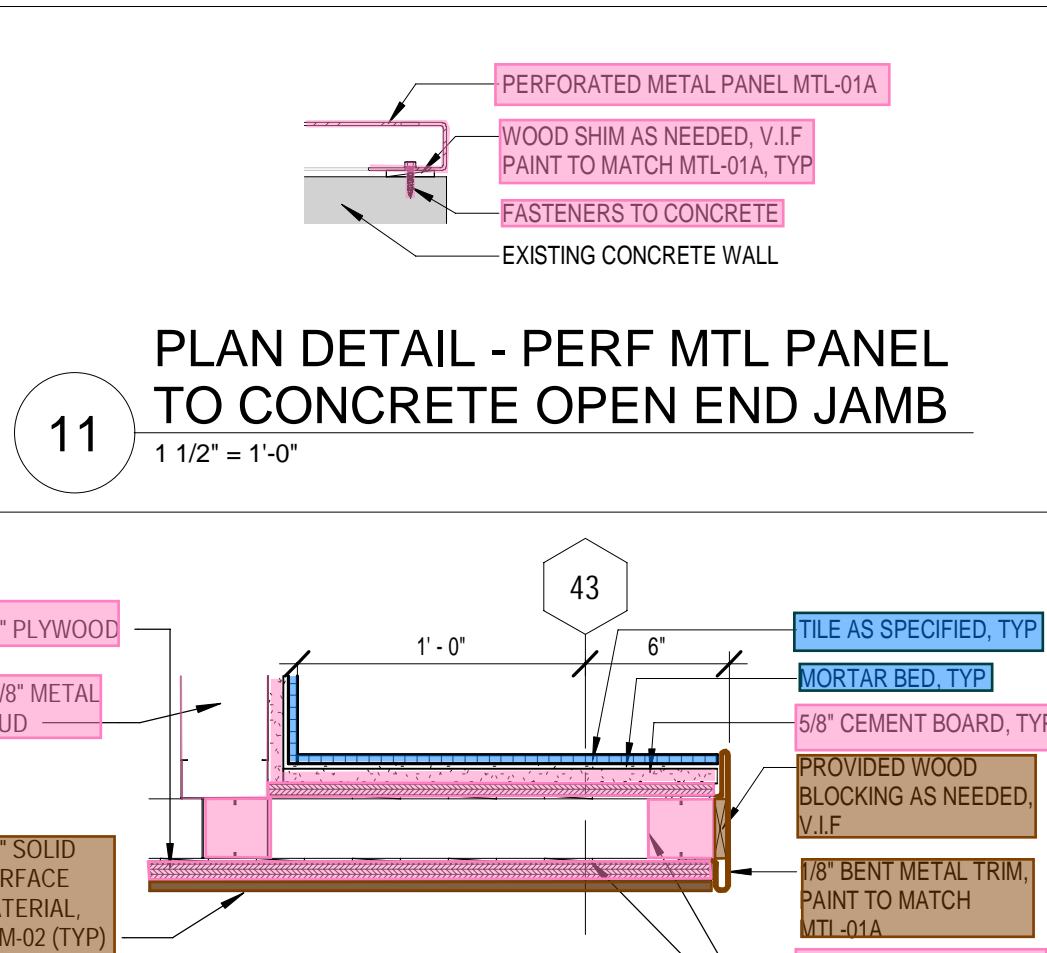 PERFORATED METAL PANEL MTL-01A
WOOD SHIM AS NEEDED, V.I.F
PAINT TO MATCH MTL-01A, TYP
FASTENERS TO CONCRETE
EXISTING CONCRETE WALL
PLAN DETAIL - PERF MTL PANEL
TO CONCRETE OPEN END JAMB
11
1 1/2" = 1'-0"
43
1' - 0"
6"
" PLYWOOD
/8" METAL
UD
" SOLID
RFACE
ATERIAL,
M-02 (TYP)
TILE AS SPECIFIED, TYP
MORTAR BED, TYP
5/8" CEMENT BOARD, TYP
PROVIDED WOOD
BLOCKING AS NEEDED,
V.I.F
1/8" BENT METAL TRIM,
PAINT TO MATCH
MTL-01A